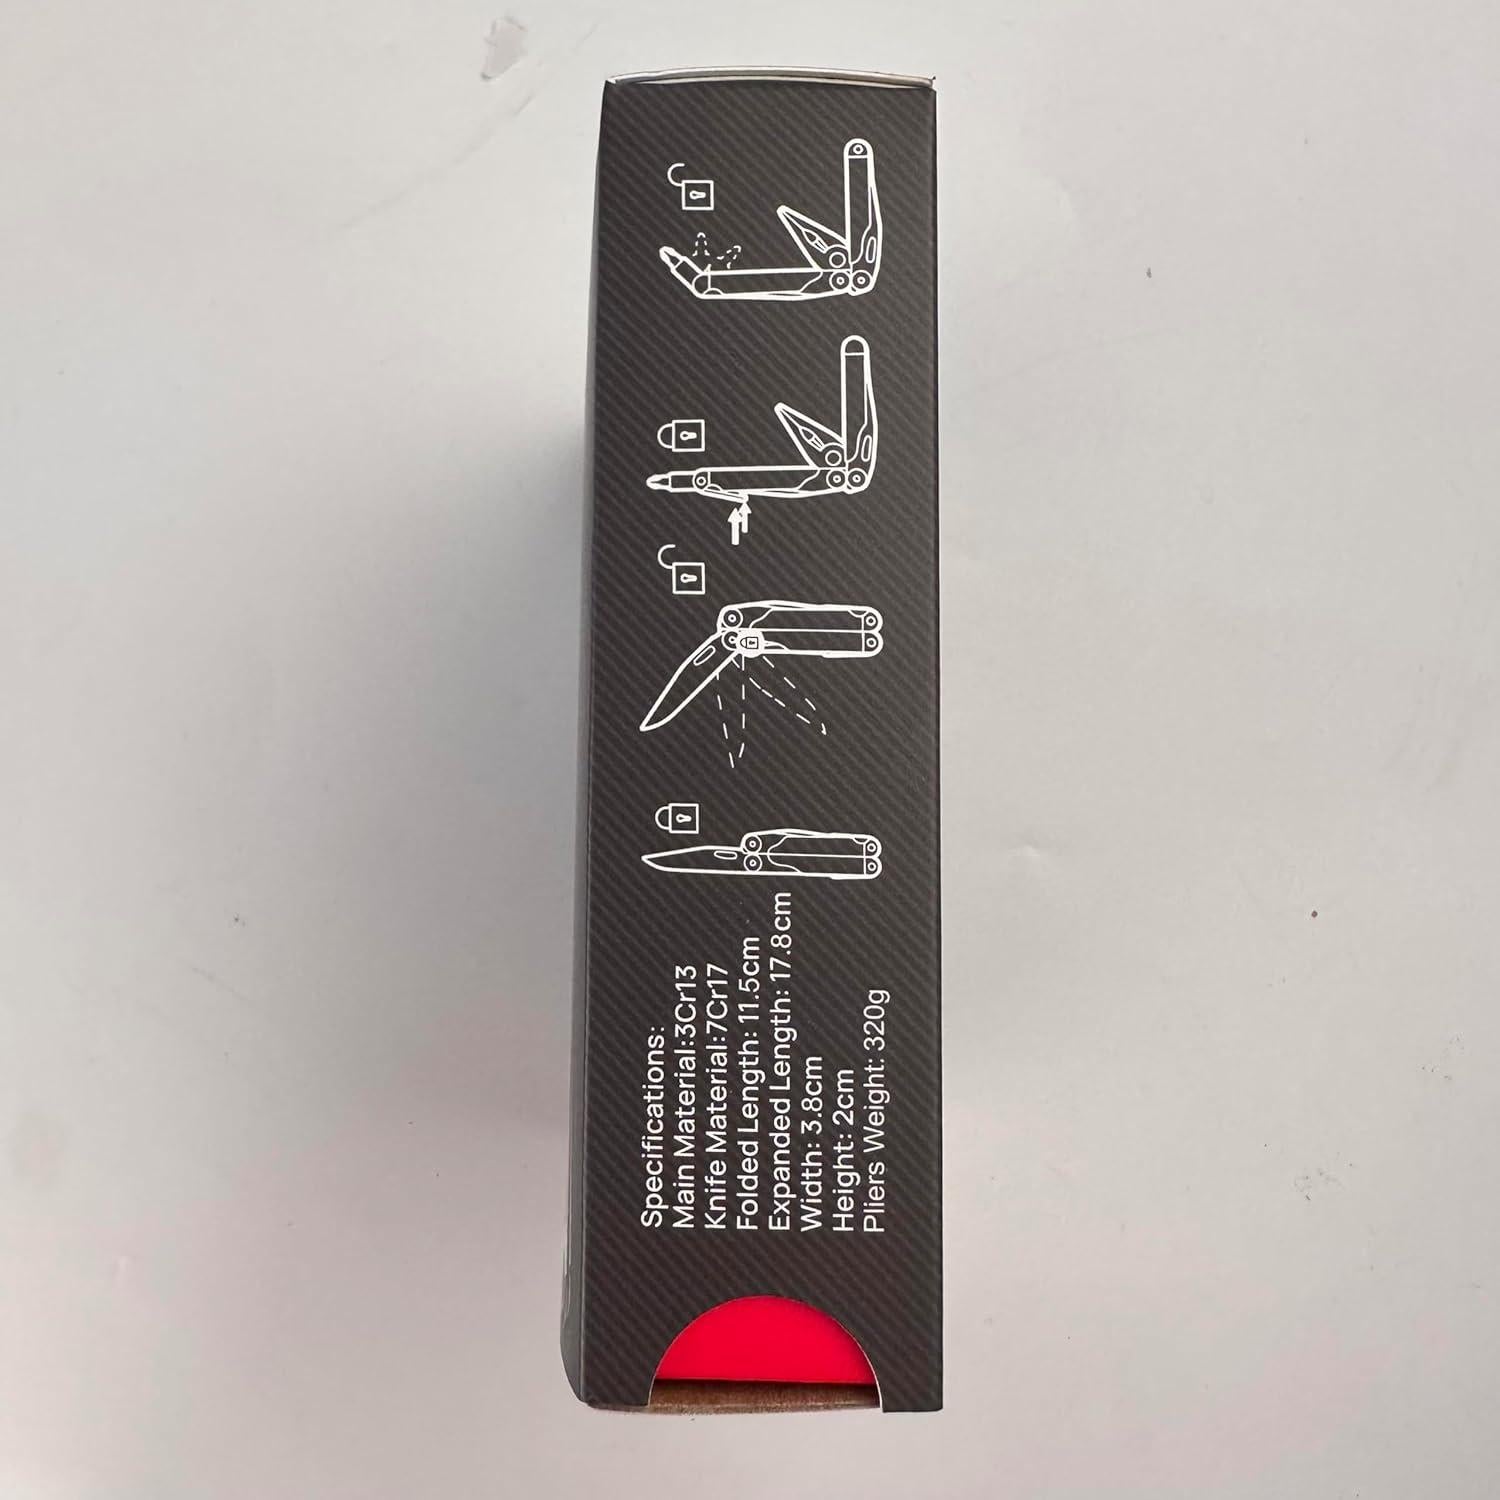 Specifications:
Main Material:3Cr13
Knife Material:7Cr17
Folded Length: 11.5cm
Expanded Length: 17.8cm
Width: 3.8cm
Height: 2cm
Pliers Weight: 320g